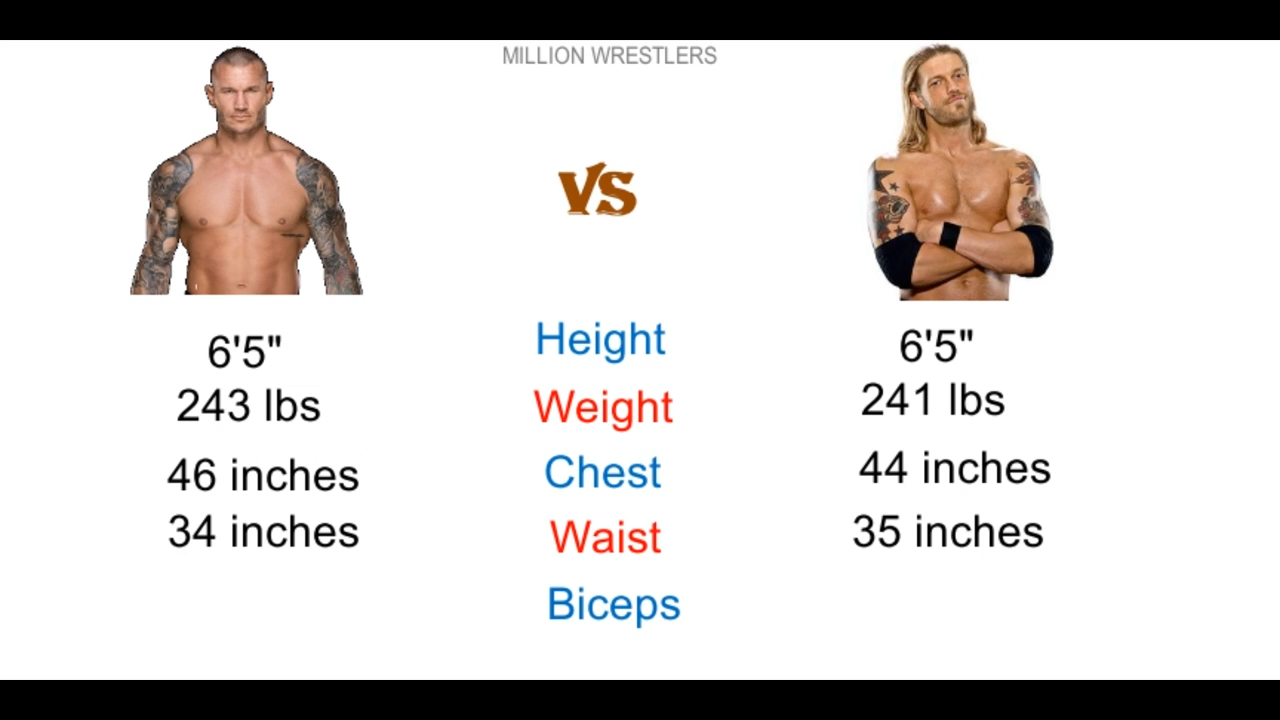 MILLION WRESTLERS
VS
6'5" Height 6'5"
243 lbs Weight 241 lbs
46 inches Chest 44 inches
34 inches Waist 35 inches
Biceps